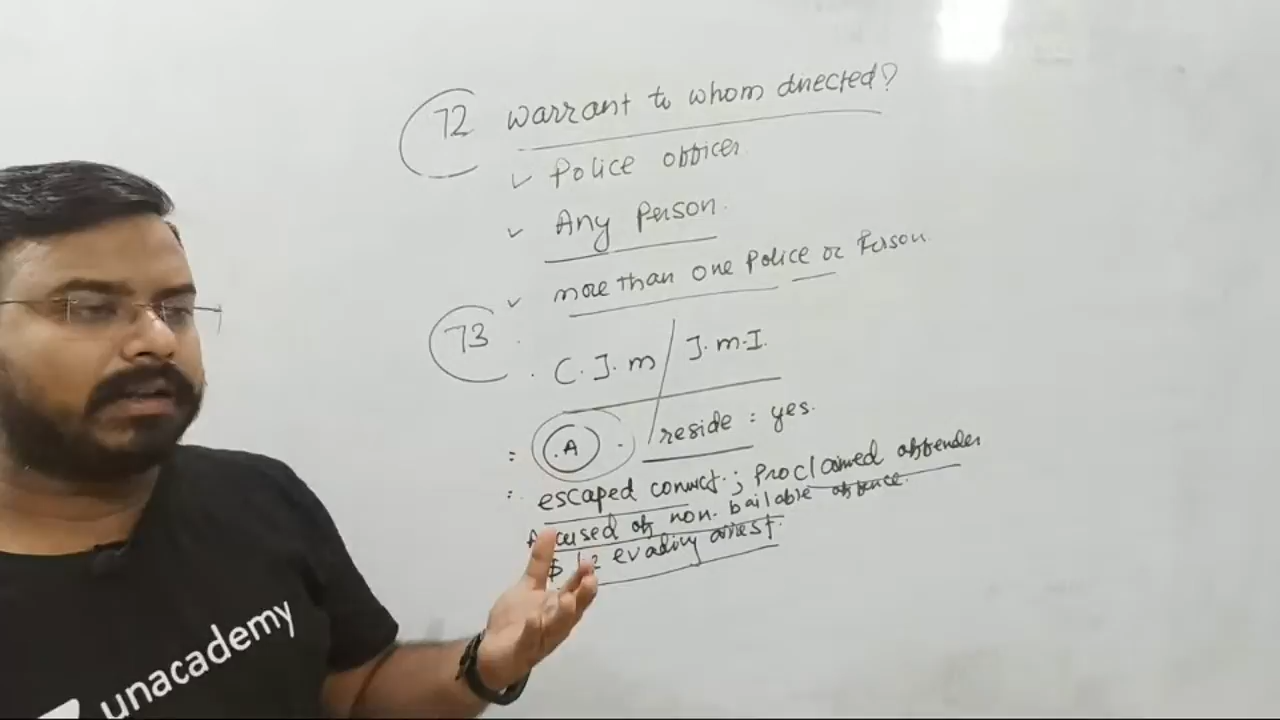 72 warrant to whom directed?
✓ Police officer.
✓ Any Person.
✓ more than one Police or Person.
73 C.J.m / J.m.I.
: .A . reside : yes.
: escaped convict. ; Proclaimed offender
Accused of non. bailable offence.
$ is evading arrest.
unacademy